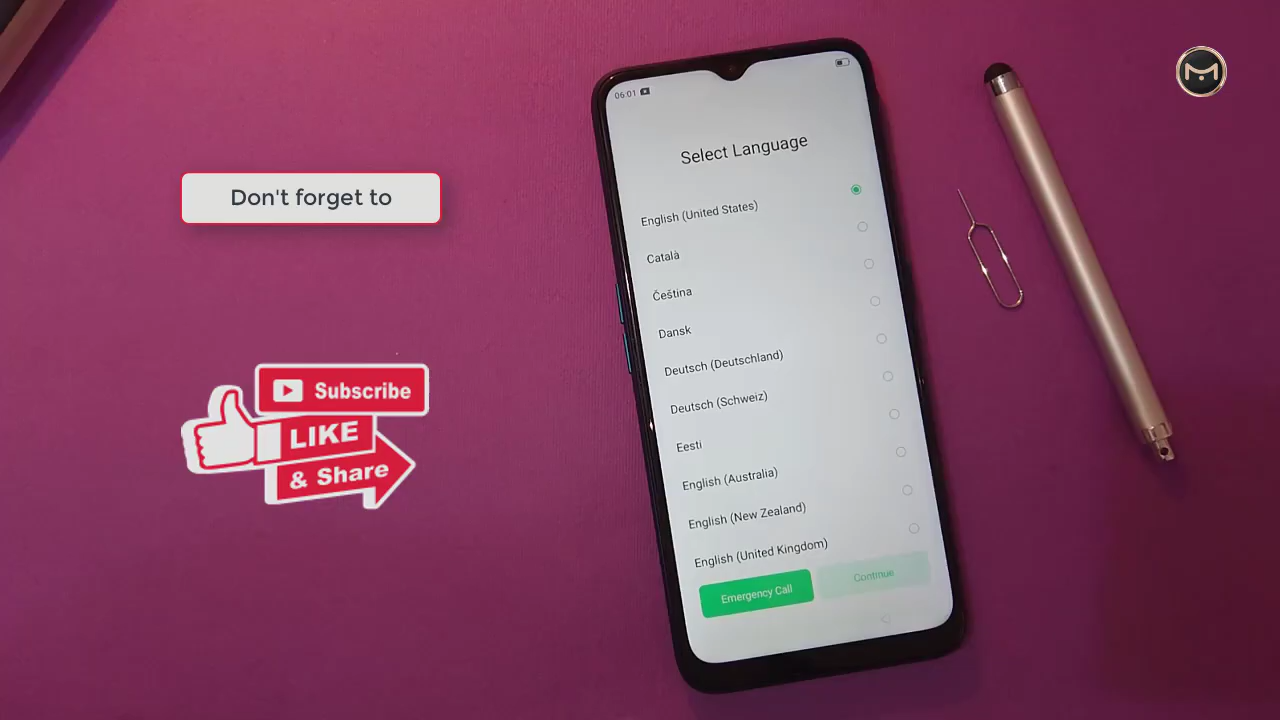 Don't forget to
Subscribe
LIKE
& Share
06:01
Select Language
English (United States)
Català
Čeština
Dansk
Deutsch (Deutschland)
Deutsch (Schweiz)
Eesti
English (Australia)
English (New Zealand)
English (United Kingdom)
Emergency Call
Continue